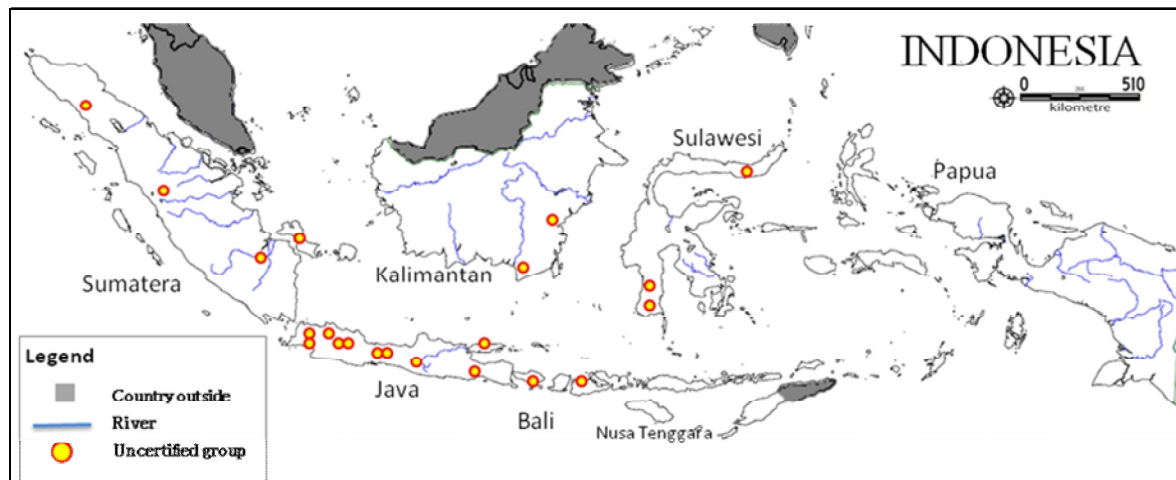 INDONESIA
0 510
kilometre
Sulawesi
Papua
Kalimantan
Sumatera
Java
Bali
Nusa Tenggara
Legend
Country outside
River
Uncertified group